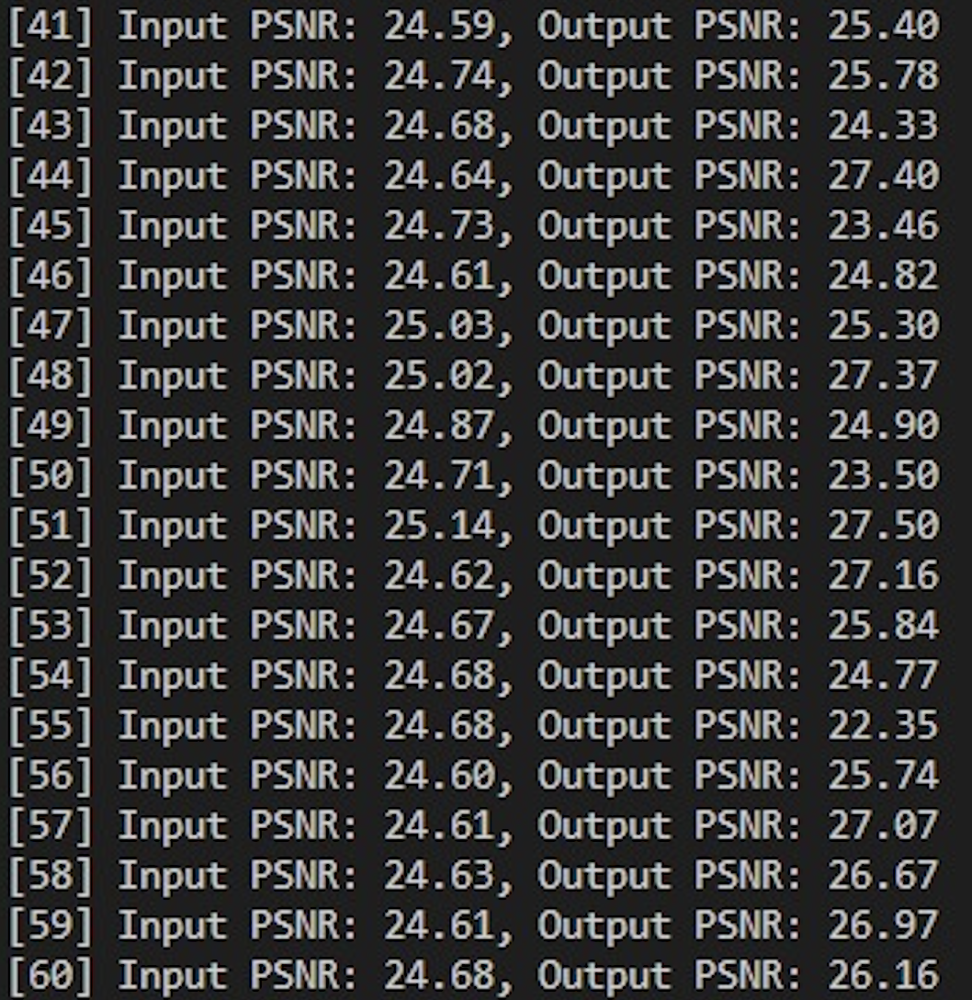 [41] Input PSNR: 24.59, Output PSNR: 25.40
[42] Input PSNR: 24.74, Output PSNR: 25.78
[43] Input PSNR: 24.68, Output PSNR: 24.33
[44] Input PSNR: 24.64, Output PSNR: 27.40
[45] Input PSNR: 24.73, Output PSNR: 23.46
[46] Input PSNR: 24.61, Output PSNR: 24.82
[47] Input PSNR: 25.03, Output PSNR: 25.30
[48] Input PSNR: 25.02, Output PSNR: 27.37
[49] Input PSNR: 24.87, Output PSNR: 24.90
[50] Input PSNR: 24.71, Output PSNR: 23.50
[51] Input PSNR: 25.14, Output PSNR: 27.50
[52] Input PSNR: 24.62, Output PSNR: 27.16
[53] Input PSNR: 24.67, Output PSNR: 25.84
[54] Input PSNR: 24.68, Output PSNR: 24.77
[55] Input PSNR: 24.68, Output PSNR: 22.35
[56] Input PSNR: 24.60, Output PSNR: 25.74
[57] Input PSNR: 24.61, Output PSNR: 27.07
[58] Input PSNR: 24.63, Output PSNR: 26.67
[59] Input PSNR: 24.61, Output PSNR: 26.97
[60] Input PSNR: 24.68, Output PSNR: 26.16